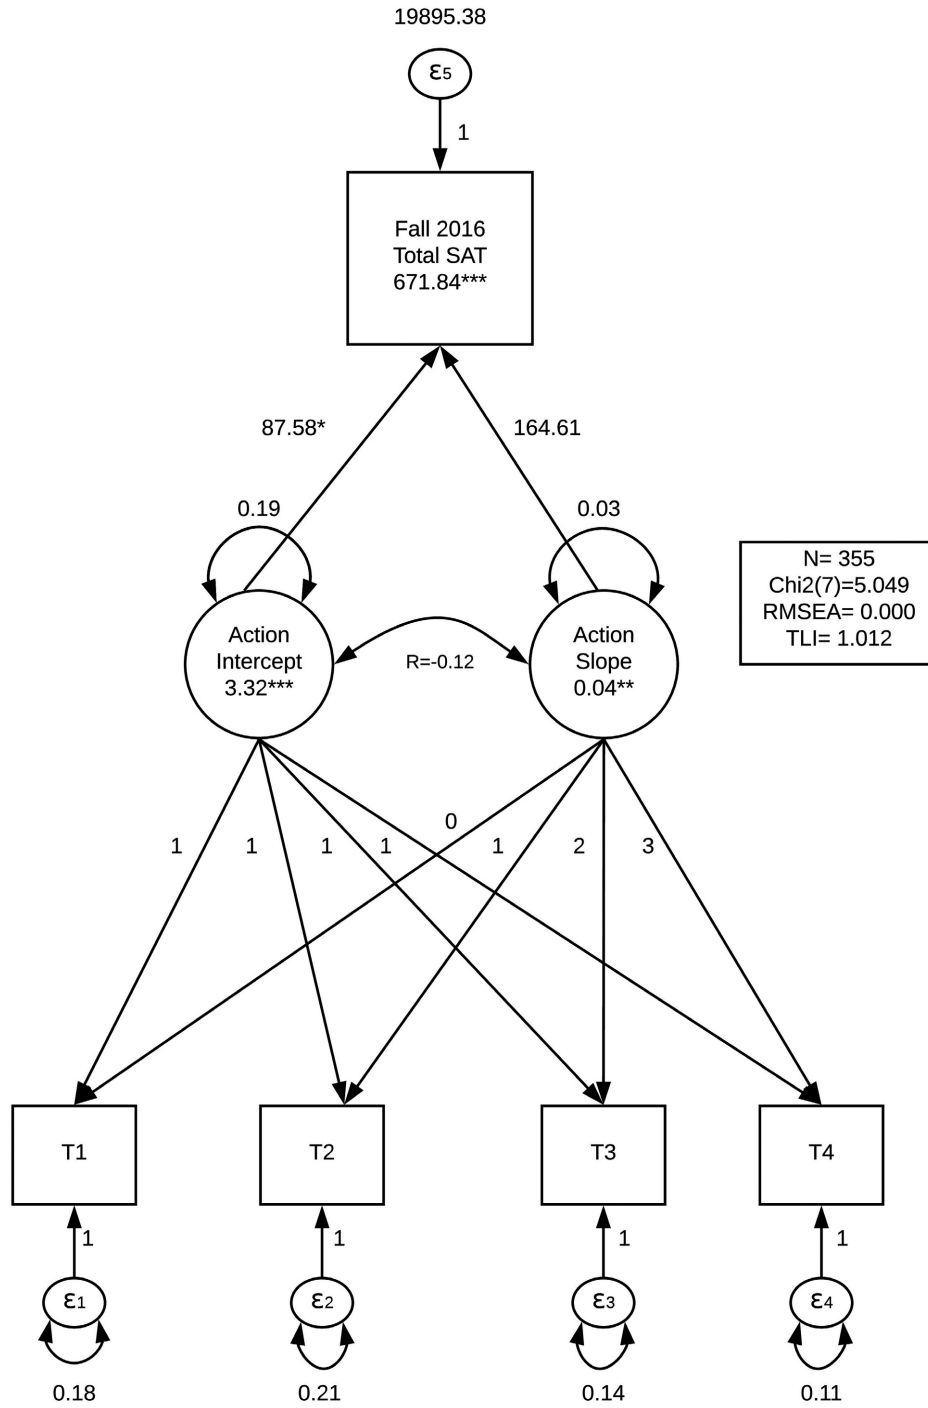 19895.38
ε5
1
Fall 2016
Total SAT
671.84***
87.58*
164.61
0.19
0.03
N= 355
Chi2(7)=5.049
RMSEA= 0.000
TLI= 1.012
Action
Intercept
3.32***
R=-0.12
Action
Slope
0.04**
0
1 1 1 1 1 2 3
T1 T2 T3 T4
1 1 1 1
ε1 ε2 ε3 ε4
0.18 0.21 0.14 0.11